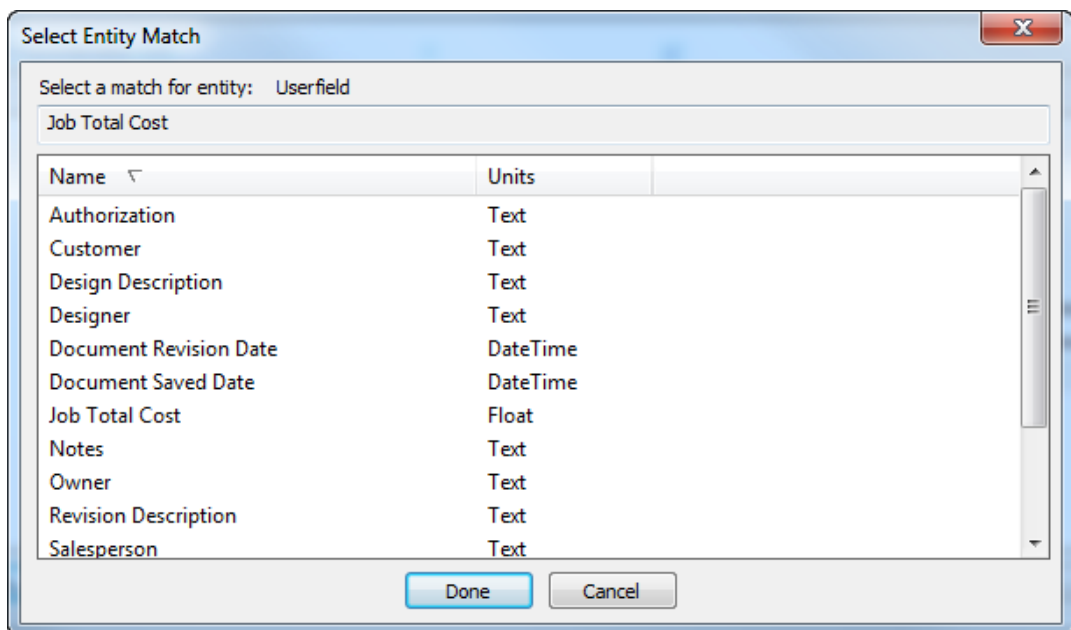 Select Entity Match
Select a match for entity: Userfield
Job Total Cost
Name Units
Authorization Text
Customer Text
Design Description Text
Designer Text
Document Revision Date DateTime
Document Saved Date DateTime
Job Total Cost Float
Notes Text
Owner Text
Revision Description Text
Salesperson Text
Done Cancel